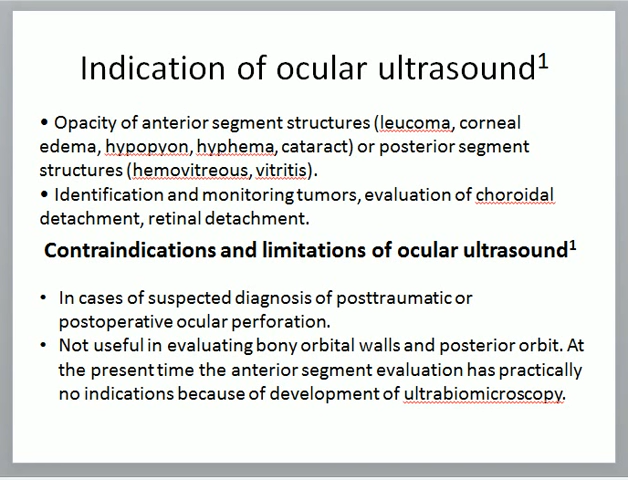 Indication of ocular ultrasound¹
• Opacity of anterior segment structures (leucoma, corneal
edema, hypopyon, hyphema, cataract) or posterior segment
structures (hemovitreous, vitritis).
• Identification and monitoring tumors, evaluation of choroidal
detachment, retinal detachment.
Contraindications and limitations of ocular ultrasound¹
• In cases of suspected diagnosis of posttraumatic or
postoperative ocular perforation.
• Not useful in evaluating bony orbital walls and posterior orbit. At
the present time the anterior segment evaluation has practically
no indications because of development of ultrabiomicroscopy.